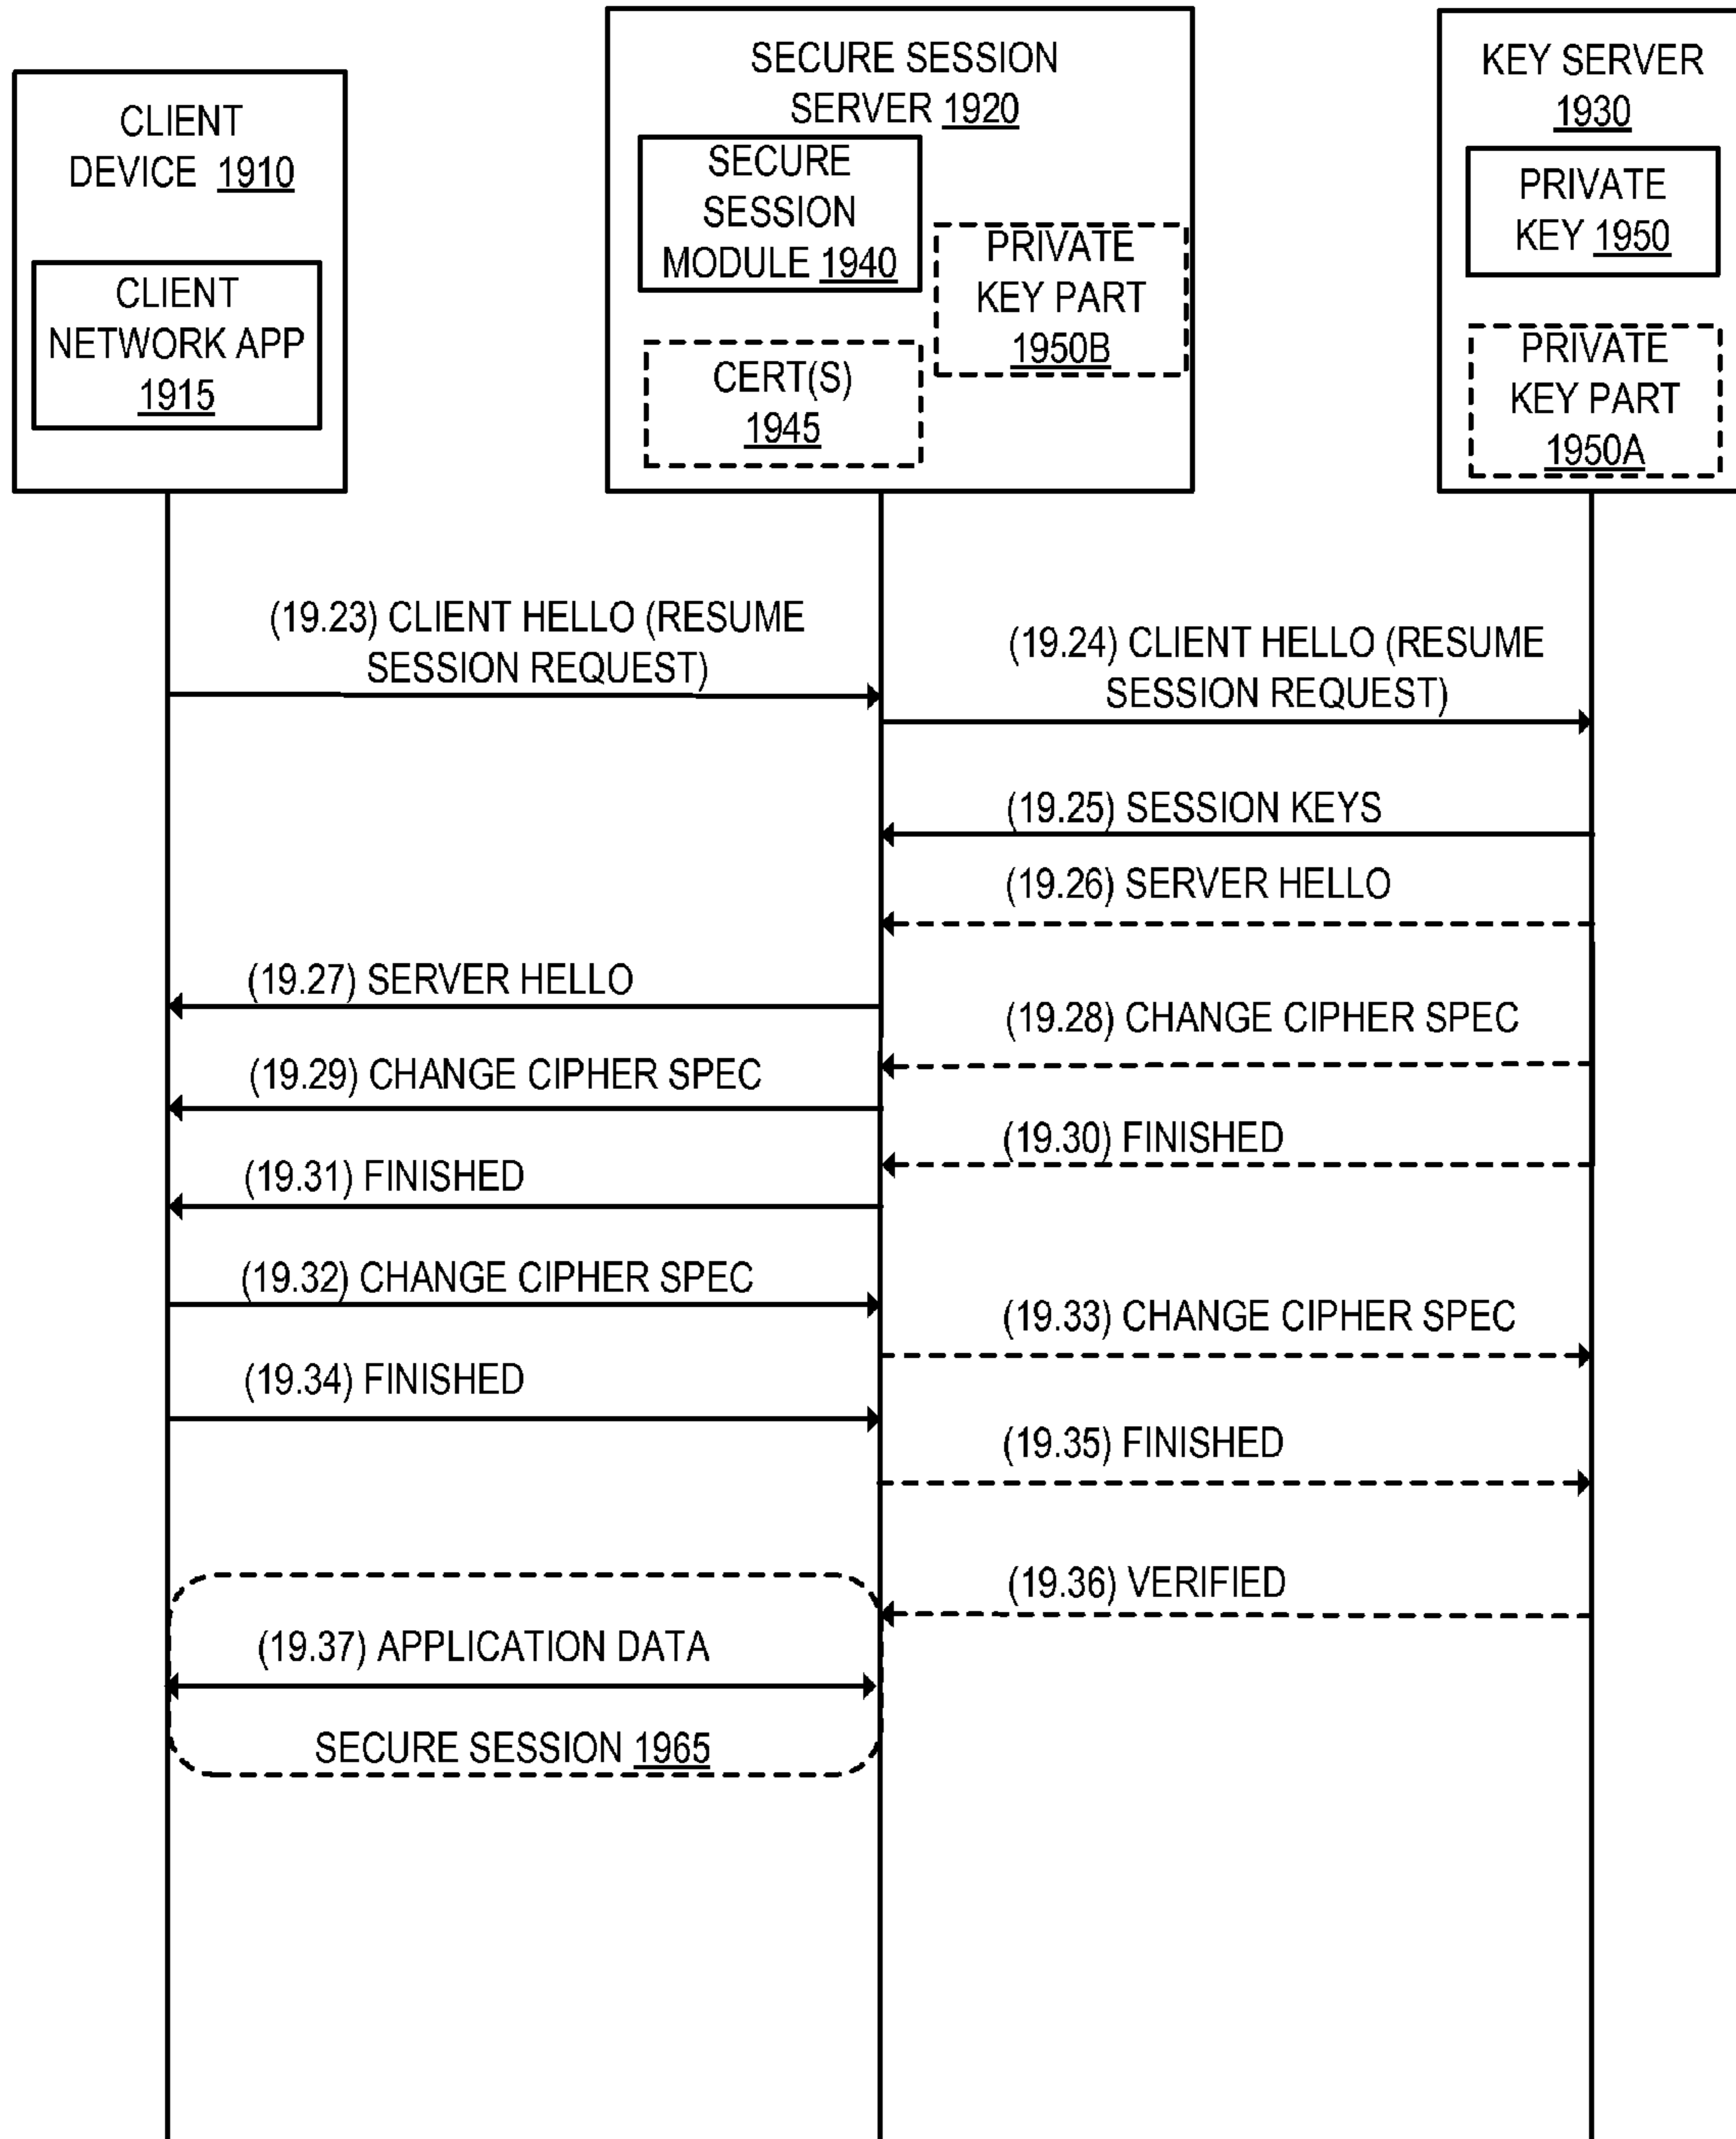 CLIENT
DEVICE 1910
CLIENT
NETWORK APP
1915
SECURE SESSION
SERVER 1920
SECURE
SESSION
MODULE 1940
PRIVATE
KEY PART
1950B
CERT(S)
1945
KEY SERVER
1930
PRIVATE
KEY 1950
PRIVATE
KEY PART
1950A
(19.23) CLIENT HELLO (RESUME
SESSION REQUEST)
(19.24) CLIENT HELLO (RESUME
SESSION REQUEST)
(19.25) SESSION KEYS
(19.26) SERVER HELLO
(19.27) SERVER HELLO
(19.28) CHANGE CIPHER SPEC
(19.29) CHANGE CIPHER SPEC
(19.30) FINISHED
(19.31) FINISHED
(19.32) CHANGE CIPHER SPEC
(19.33) CHANGE CIPHER SPEC
(19.34) FINISHED
(19.35) FINISHED
(19.36) VERIFIED
(19.37) APPLICATION DATA
SECURE SESSION 1965